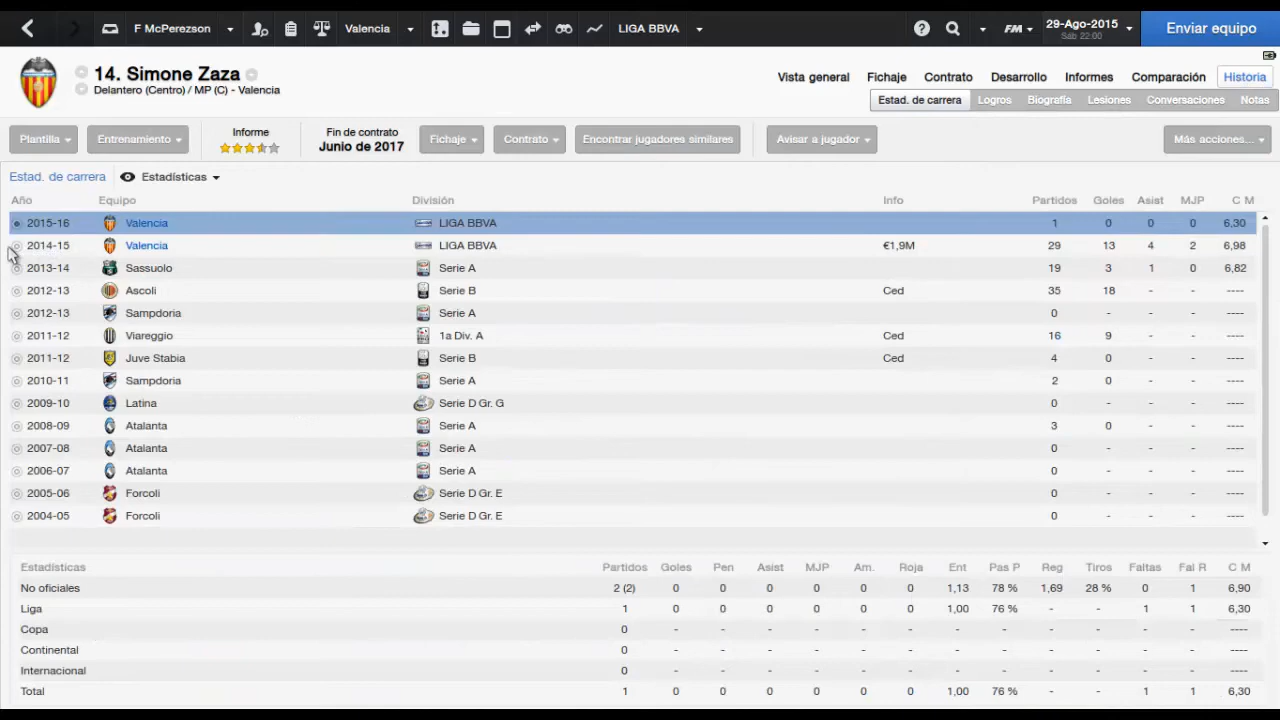 F McPerezson Valencia LIGA BBVA FM 29-Ago-2015 Sáb 22:00 Enviar equipo
14. Simone Zaza
Delantero (Centro) / MP (C) - Valencia
Vista general Fichaje Contrato Desarrollo Informes Comparación Historia
Estad. de carrera Logros Biografía Lesiones Conversaciones Notas
Plantilla Entrenamiento Informe Fin de contrato Junio de 2017 Fichaje Contrato Encontrar jugadores similares Avisar a jugador Más acciones...
Estad. de carrera Estadísticas
Año Equipo División Info Partidos Goles Asist MJP C M
2015-16 Valencia LIGA BBVA 1 0 0 0 6,30
2014-15 Valencia LIGA BBVA €1,9M 29 13 4 2 6,98
2013-14 Sassuolo Serie A 19 3 1 0 6,82
2012-13 Ascoli Serie B Ced 35 18 - - ----
2012-13 Sampdoria Serie A 0 - - - ----
2011-12 Viareggio 1a Div. A Ced 16 9 - - ----
2011-12 Juve Stabia Serie B Ced 4 0 - - ----
2010-11 Sampdoria Serie A 2 0 - - ----
2009-10 Latina Serie D Gr. G 0 - - - ----
2008-09 Atalanta Serie A 3 0 - - ----
2007-08 Atalanta Serie A 0 - - - ----
2006-07 Atalanta Serie A 0 - - - ----
2005-06 Forcoli Serie D Gr. E 0 - - - ----
2004-05 Forcoli Serie D Gr. E 0 - - - ----
Estadísticas Partidos Goles Pen Asist MJP Am. Roja Ent Pas P Reg Tiros Faltas Fal R C M
No oficiales 2 (2) 0 0 0 0 0 0 1,13 78 % 1,69 28 % 0 1 6,90
Liga 1 0 0 0 0 0 0 1,00 76 % - - 1 1 6,30
Copa 0 - - - - - - - - - - - - ----
Continental 0 - - - - - - - - - - - - ----
Internacional 0 - - - - - - - - - - - - ----
Total 1 0 0 0 0 0 0 1,00 76 % - - 1 1 6,30